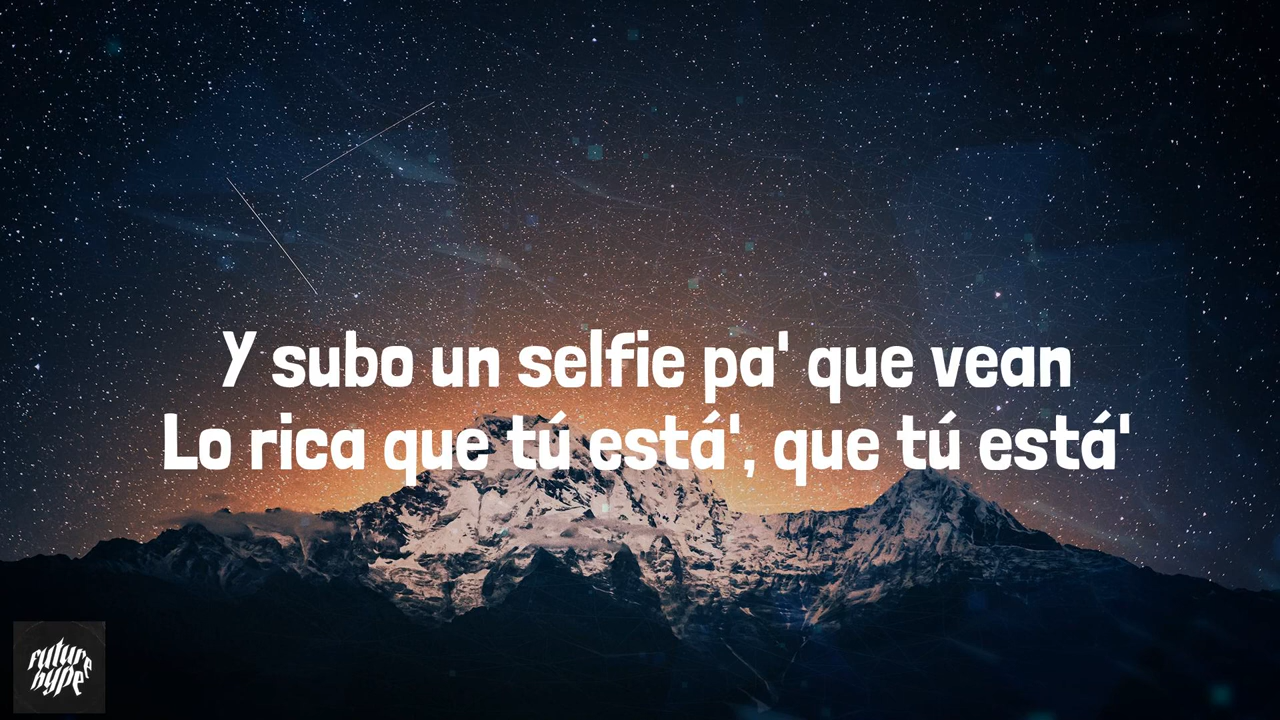 Y subo un selfie pa' que vean
Lo rica que tú está', que tú está'
future
hype